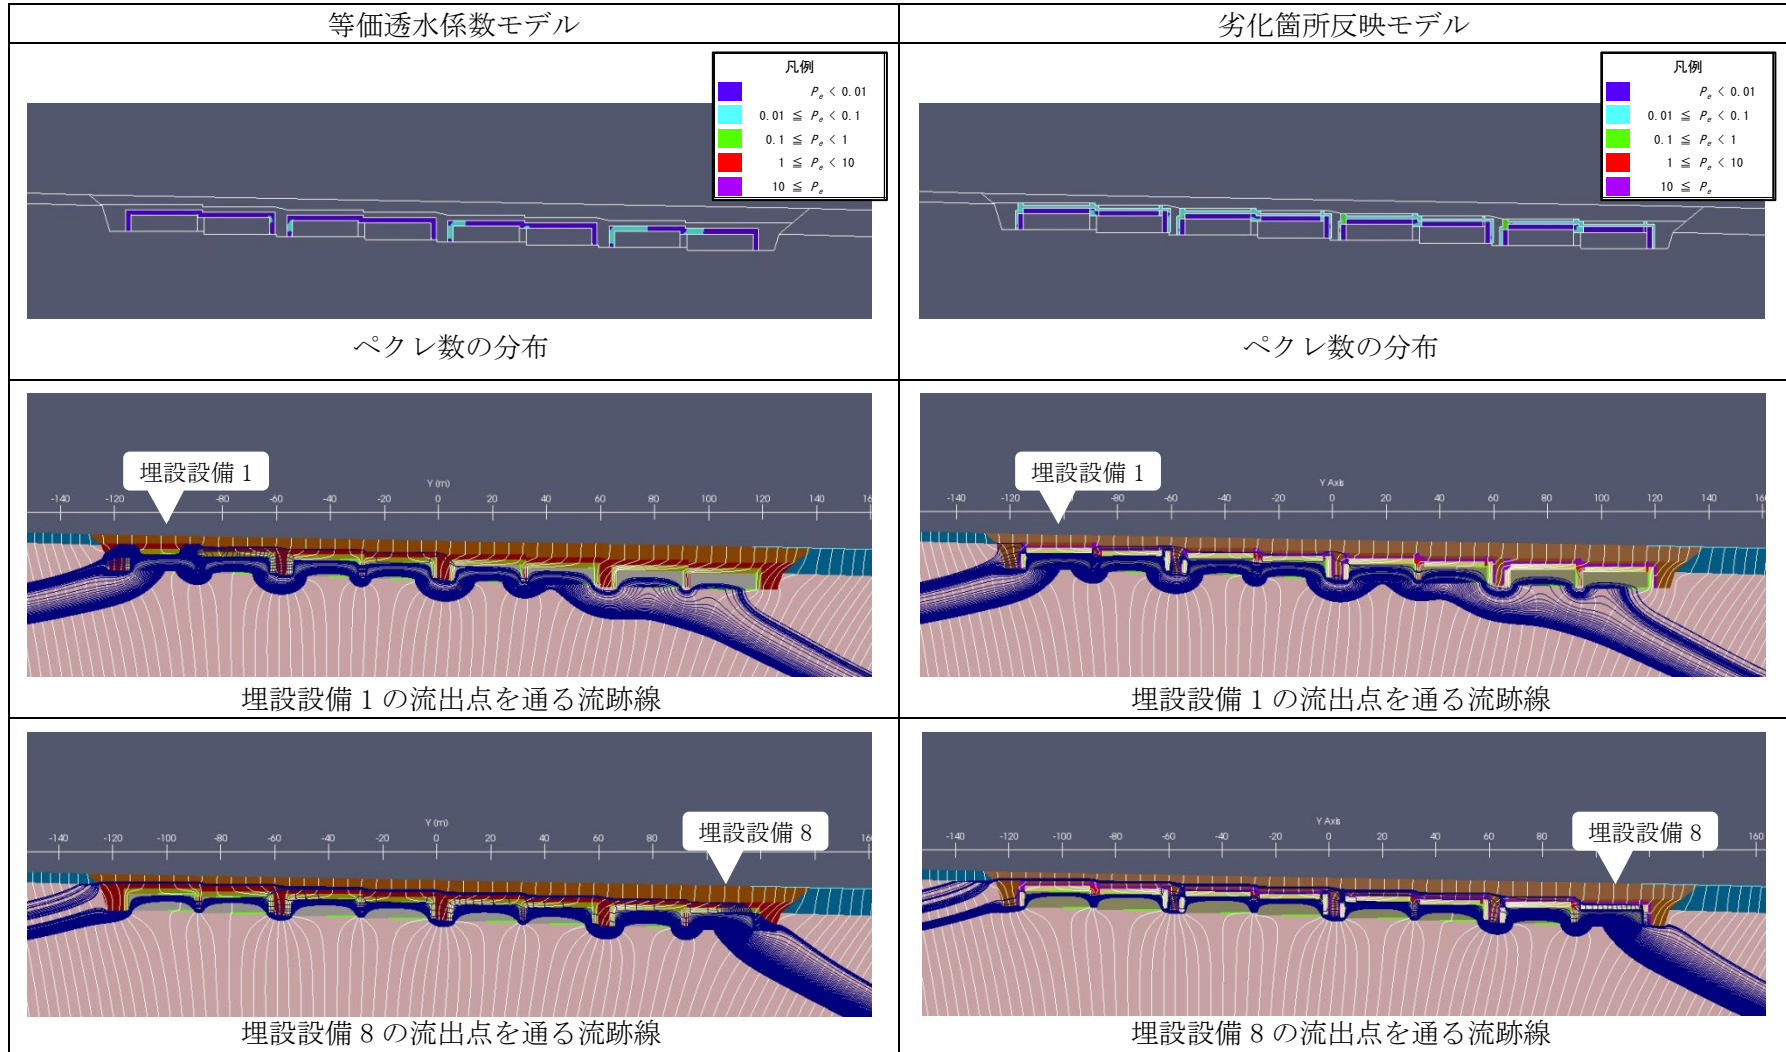 等価透水係数モデル
劣化箇所反映モデル
凡例
Pe < 0.01
0.01 ≦ Pe < 0.1
0.1 ≦ Pe < 1
1 ≦ Pe < 10
10 ≦ Pe
凡例
Pe < 0.01
0.01 ≦ Pe < 0.1
0.1 ≦ Pe < 1
1 ≦ Pe < 10
10 ≦ Pe
ペクレ数の分布
ペクレ数の分布
埋設設備 1
Y (m)
-140 -120 -80 -60 -40 -20 0 20 40 60 80 100 120 140
埋設設備 1の流出点を通る流跡線
埋設設備 1
Y Axis
-140 -120 -80 -60 -40 -20 0 20 40 60 80 100 120 140 160
埋設設備 1の流出点を通る流跡線
埋設設備 8
Y (m)
-140 -120 -100 -80 -60 -40 -20 0 20 40 60 80 140
埋設設備 8の流出点を通る流跡線
埋設設備 8
Y Axis
-140 -120 -100 -80 -60 -40 -20 0 20 40 60 80 140 160
埋設設備 8の流出点を通る流跡線